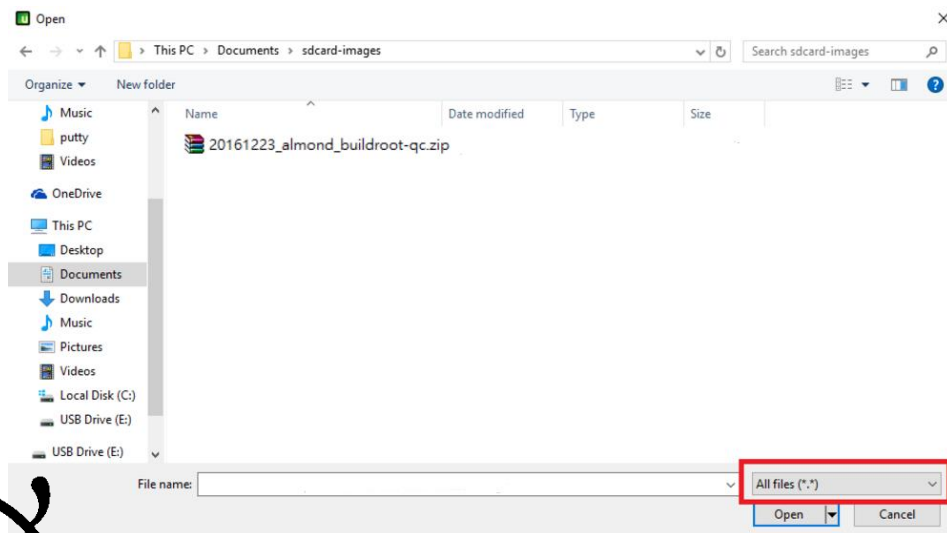 Open
This PC > Documents > sdcard-images
Search sdcard-images
Organize
New folder
Name
Date modified
Type
Size
20161223_almond_buildroot-qc.zip
Music
putty
Videos
OneDrive
This PC
Desktop
Documents
Downloads
Music
Pictures
Videos
Local Disk (C:)
USB Drive (E:)
USB Drive (E:)
File name:
All files (*.*)
Open
Cancel